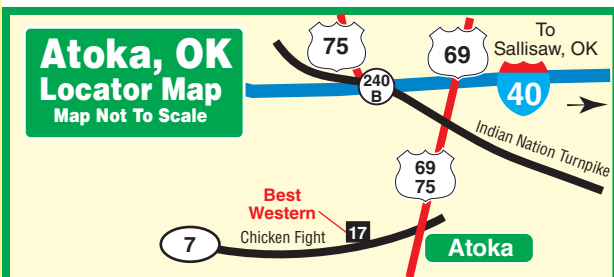 Atoka, OK
Locator Map
Map Not To Scale
75
69
To
Sallisaw, OK
240
B
40
Indian Nation Turnpike
69
75
Best
Western
17
7
Chicken Fight
Atoka